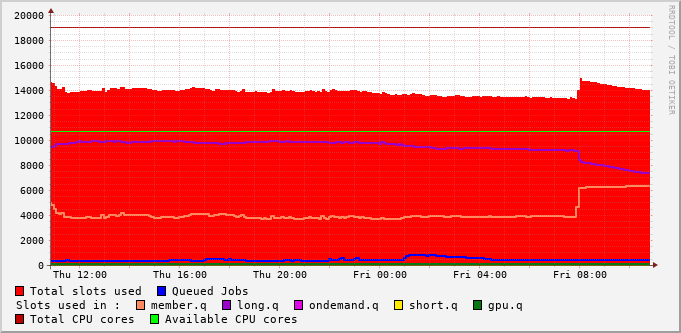 20000
18000
16000
14000
12000
10000
8000
6000
4000
2000
0
Thu 12:00 Thu 16:00 Thu 20:00 Fri 00:00 Fri 04:00 Fri 08:00
RRDTOOL / TOBI OETIKER
Total slots used Queued Jobs
Slots used in : member.q long.q ondemand.q short.q gpu.q
Total CPU cores Available CPU cores